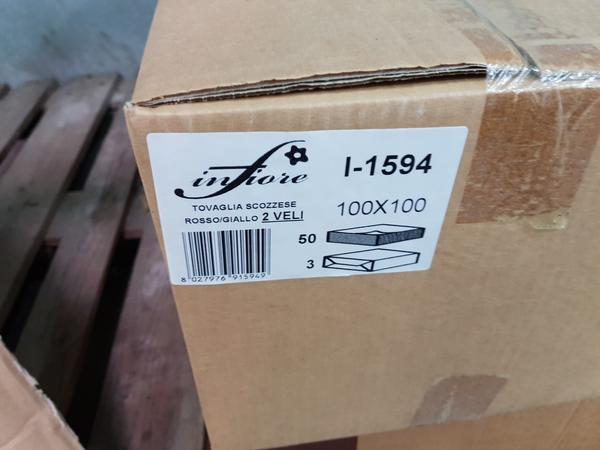 infiore
I-1594
TOVAGLIA SCOZZESE
ROSSO/GIALLO 2 VELI
100X100
50
3
8 027976 915949